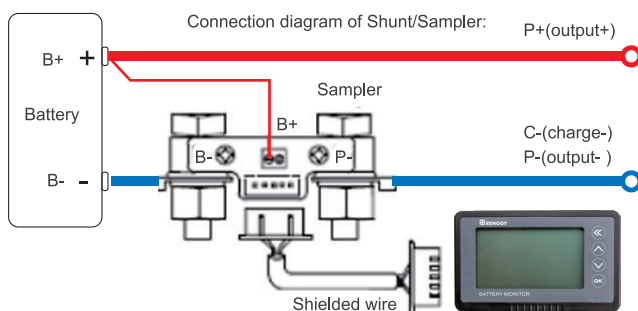 Connection diagram of Shunt/Sampler:
P+(output+)
B+ +
Sampler
Battery
B+
B- P-
C-(charge-)
P-(output- )
B- -
RENOGY
OK
BATTERY MONITOR
Shielded wire